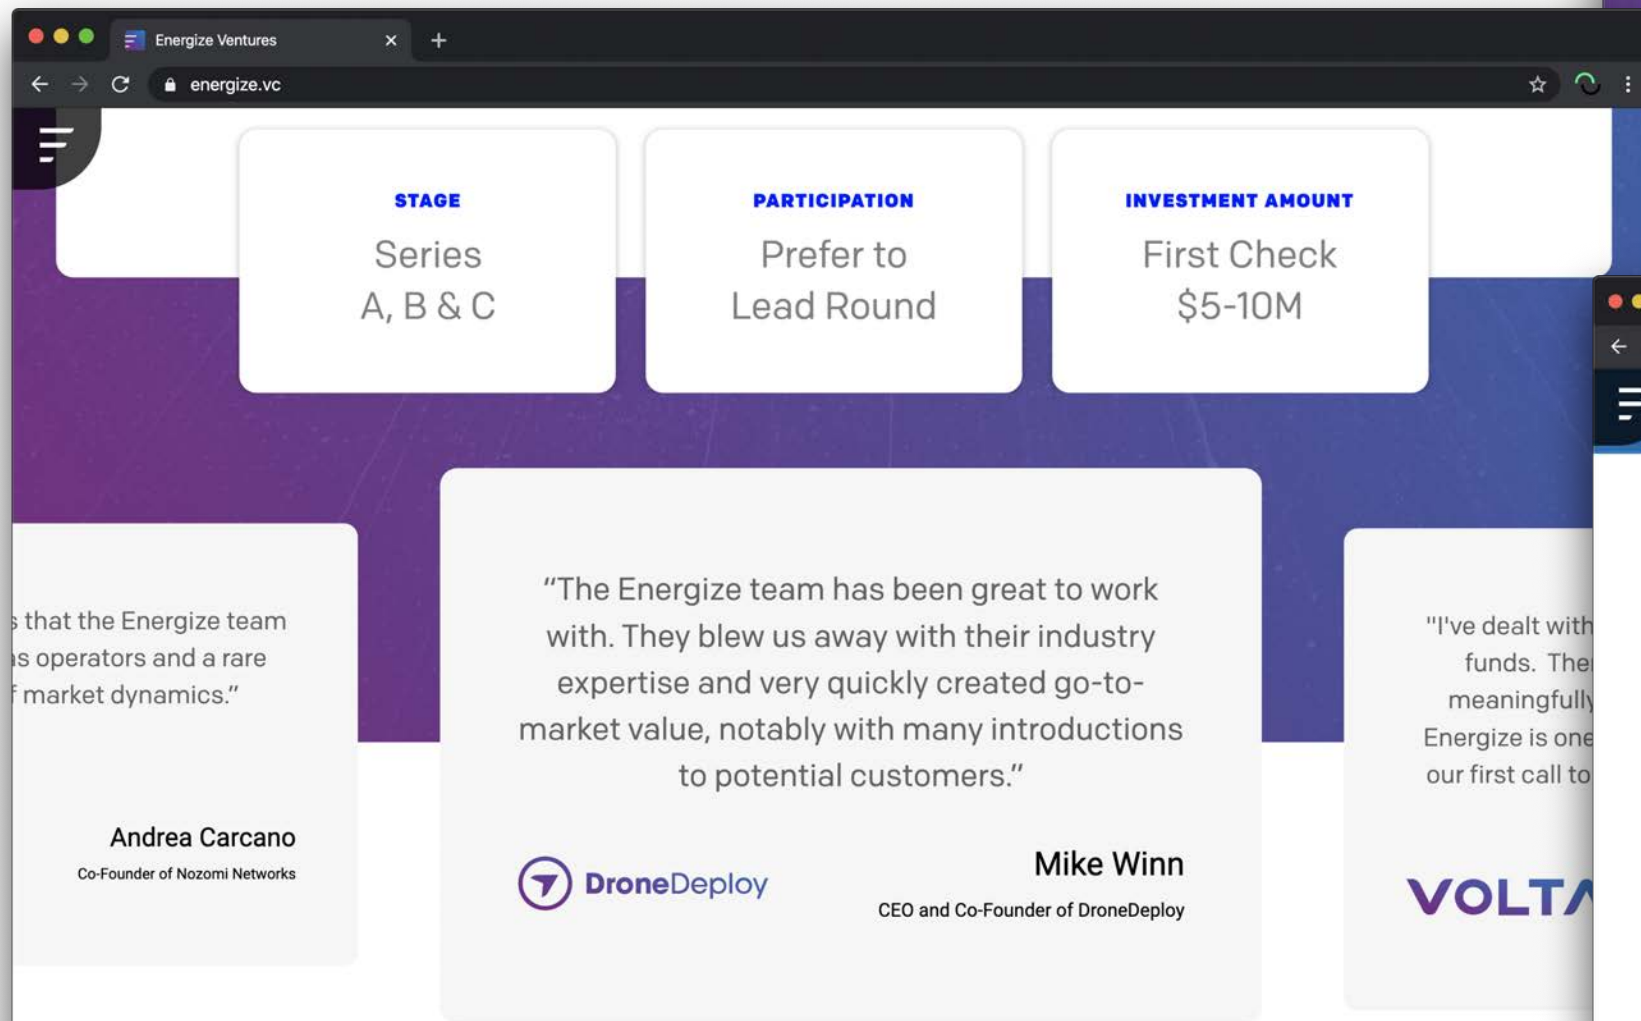 Energize Ventures
energize.vc
STAGE
Series
A, B & C
PARTICIPATION
Prefer to
Lead Round
INVESTMENT AMOUNT
First Check
$5-10M
that the Energize team
operators and a rare
market dynamics.”
Andrea Carcano
Co-Founder of Nozomi Networks
“The Energize team has been great to work
with. They blew us away with their industry
expertise and very quickly created go-to-
market value, notably with many introductions
to potential customers.”
DroneDeploy
Mike Winn
CEO and Co-Founder of DroneDeploy
"I've dealt with
funds.
meaningfully
Energize is one
our first call to